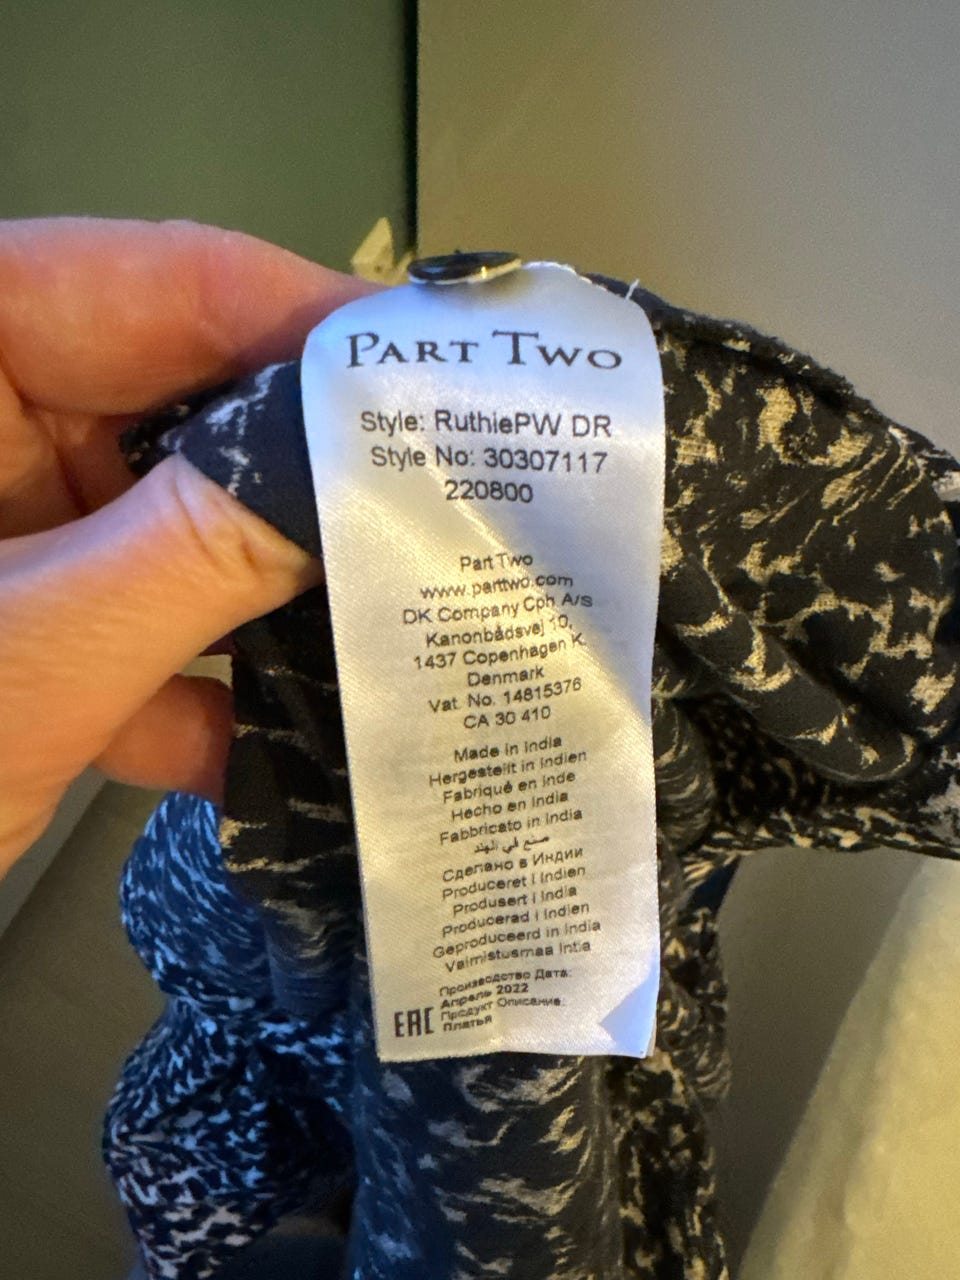 PART TWO
Style: RuthiePW DR
Style No: 30307117
220800
Part Two
www.parttwo.com
DK Company Cph A/s
Kanonbådsvej 10,
1437 Copenhagen K.
Denmark
Vat. No. 14815376
CA 30 410
Made in India
Hergestellt in Indien
Fabriqué en Inde
Hecho en India
Fabbricato in India
صنع في الهند
Сделано в Индии
Produceret i Indien
Produsert i India
Producerad i Indien
Geproduceerd in India
Valmistusmaa Intia
Производство Дата:
Апрель 2022
Продукт Описание:
Платья
EAC